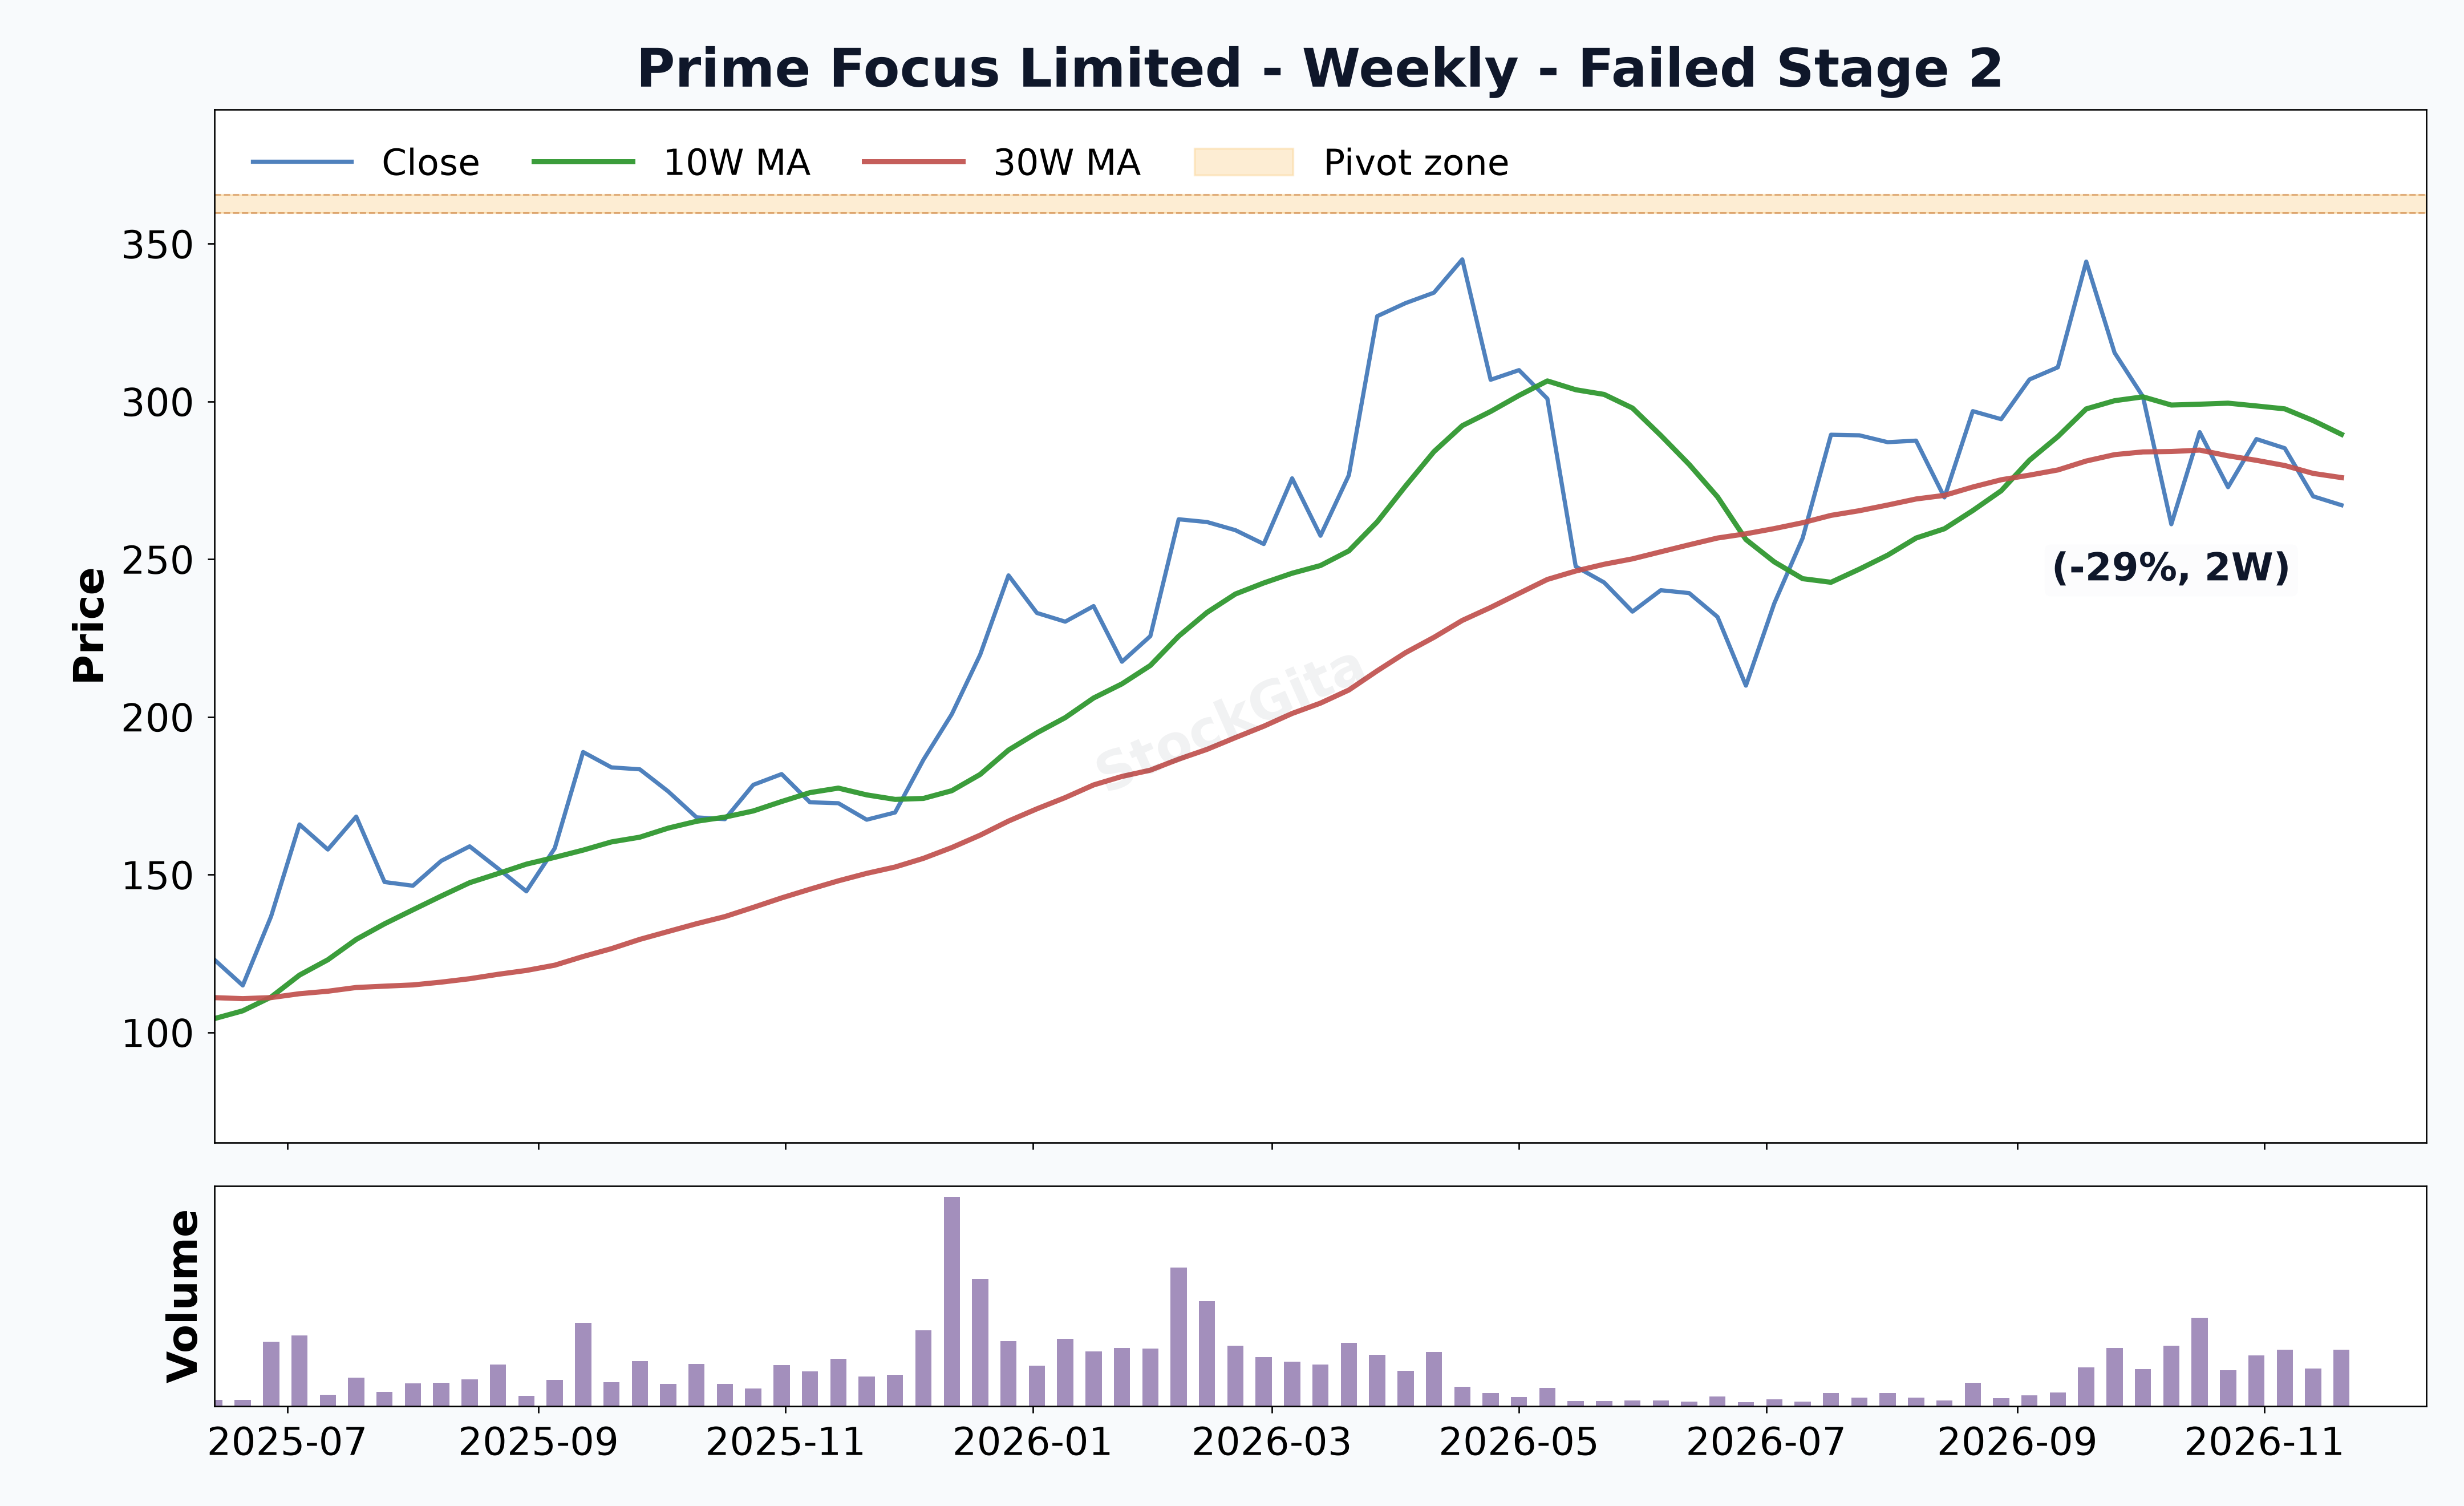 Prime Focus Limited - Weekly - Failed Stage 2
Close
10W MA
30W MA
Pivot zone
350
300
250
200
150
100
Price
(-29%, 2W)
StockGita
Volume
2025-07
2025-09
2025-11
2026-01
2026-03
2026-05
2026-07
2026-09
2026-11